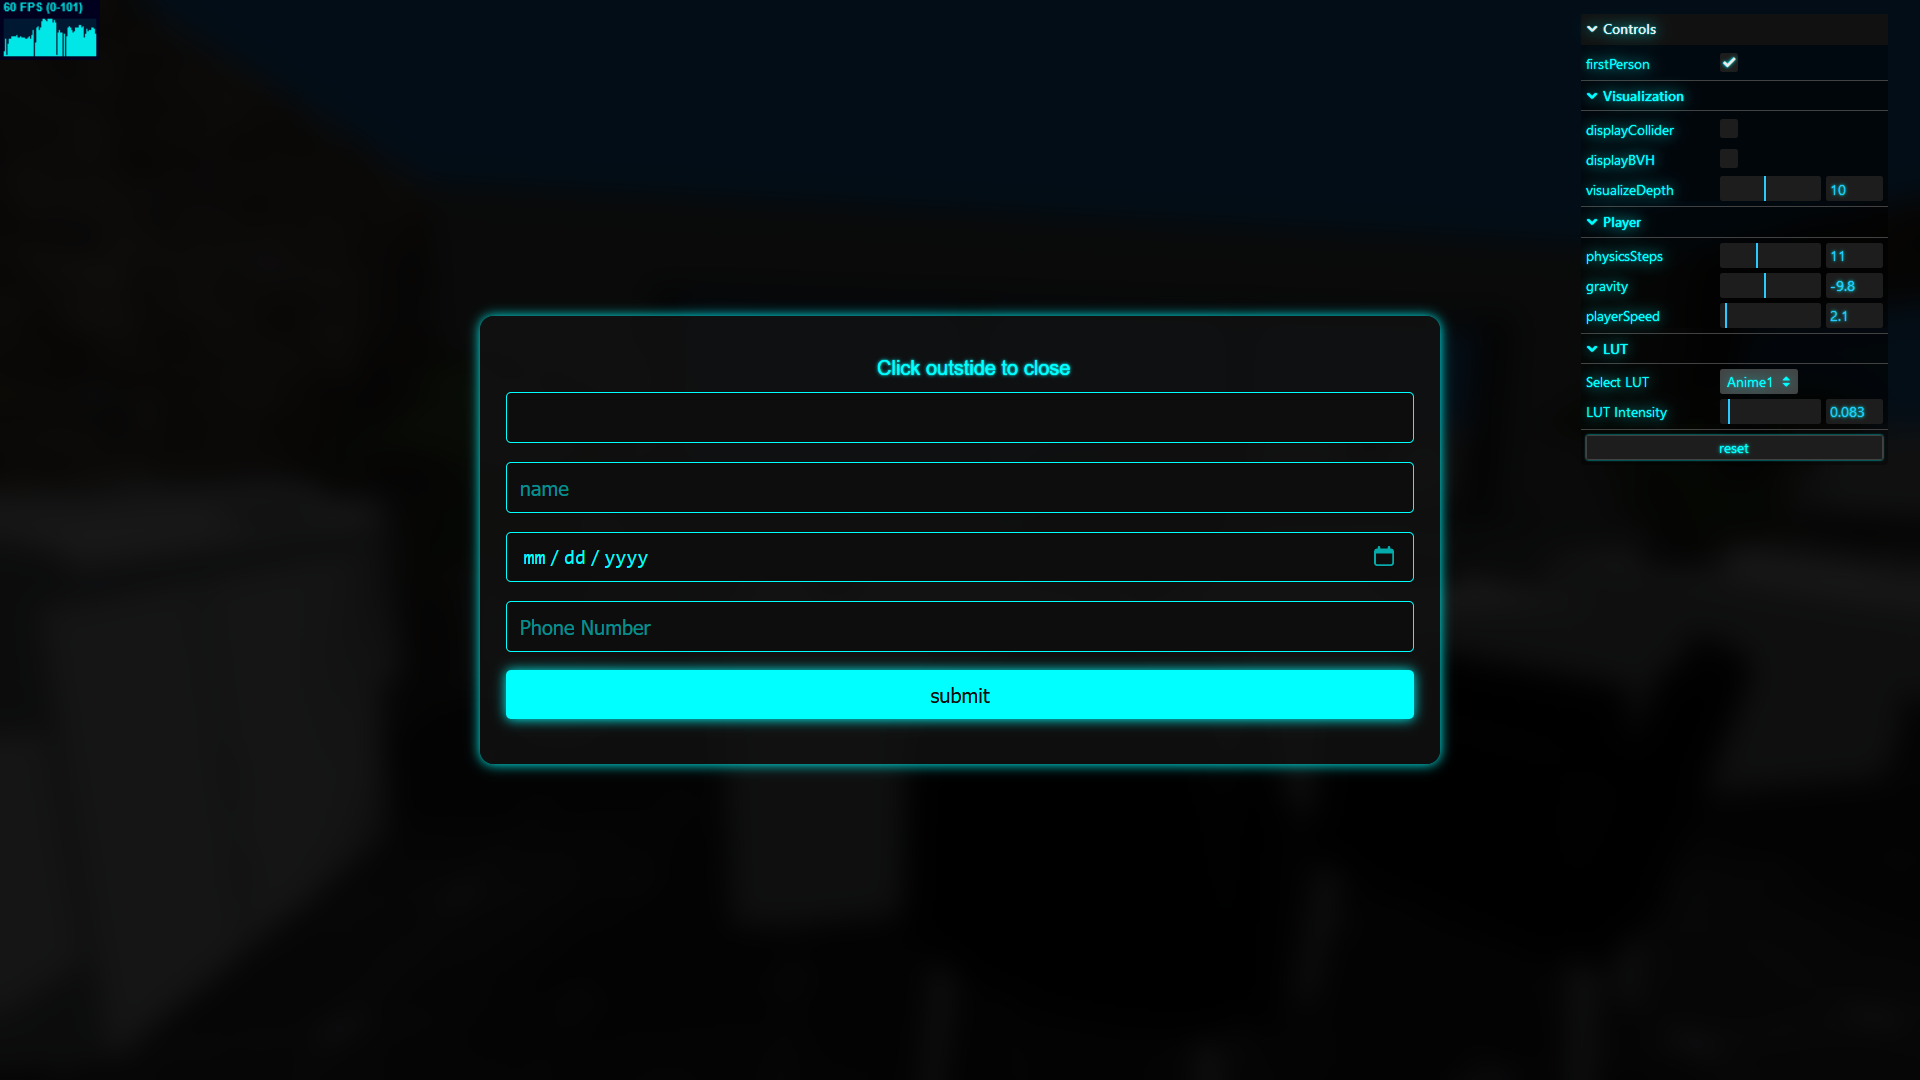 60 FPS (0-101)
Controls
firstPerson
Visualization
displayCollider
displayBVH
visualizeDepth 10
Player
physicsSteps 11
gravity -9.8
playerSpeed 2.1
LUT
Select LUT Anime1
LUT Intensity 0.083
reset
Click outstide to close
name
mm/dd/yyyy
Phone Number
submit